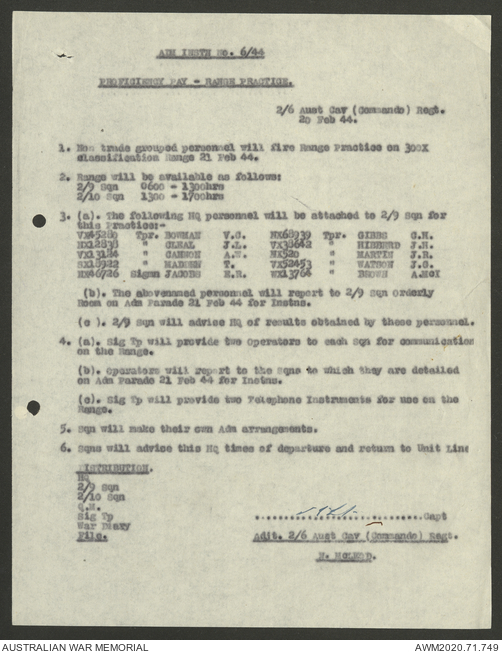 ADM INSTN No. 6/44
PROFICIENCY PAY - RANGE PRACTICE.
2/6 Aust Cav (Commando) Regt.
20 Feb 44.
1. Non trade grouped personnel will fire Range Practice on 300X
classification Range 21 Feb 44.
2. Range will be available as follows:
2/9 Sqn 0600 - 1300hrs
2/10 Sqn 1300 - 1700hrs
3. (a). The following HQ personnel will be attached to 2/9 Sqn for
this Practice:-
Tpr. BOWMAN V.C. NX68939 Tpr. GIBBS C.H.
" CLEAL J.L. VX38642 " HIBBERD J.H.
VX13184 " CANNON A.W. NX520 " MARTIN J.R.
" MADSEN T. VX52453 " WATSON J.G.
NX46726 Sigmn JACOBS H.R. VX13764 " BROWN
(b). The abovenamed personnel will report to 2/9 Sqn Orderly
Room on Adm Parade 21 Feb 44 for Instns.
(c). 2/9 Sqn will advise HQ of results obtained by these personnel.
4. (a). Sig Tp will provide two Operators to each Sqn for communication
on the Range.
(b). Operators will report to the Sqns to which they are detailed
on Adm Parade 21 Feb 44 for Instns.
(c). Sig Tp will provide two Telephone Instruments for use on the
Range.
5. Sqn will make their own Adm arrangements.
6. Sqns will advise this HQ times of departure and return to Unit Line
DISTRIBUTION.
HQ
2/9 Sqn
2/10 Sqn
Q.M.
Sig Tp
War Diary
File.
Capt
Adjt. 2/6 Aust Cav (Commando) Regt.
McLEOD.
AUSTRALIAN WAR MEMORIAL AWM2020.71.749